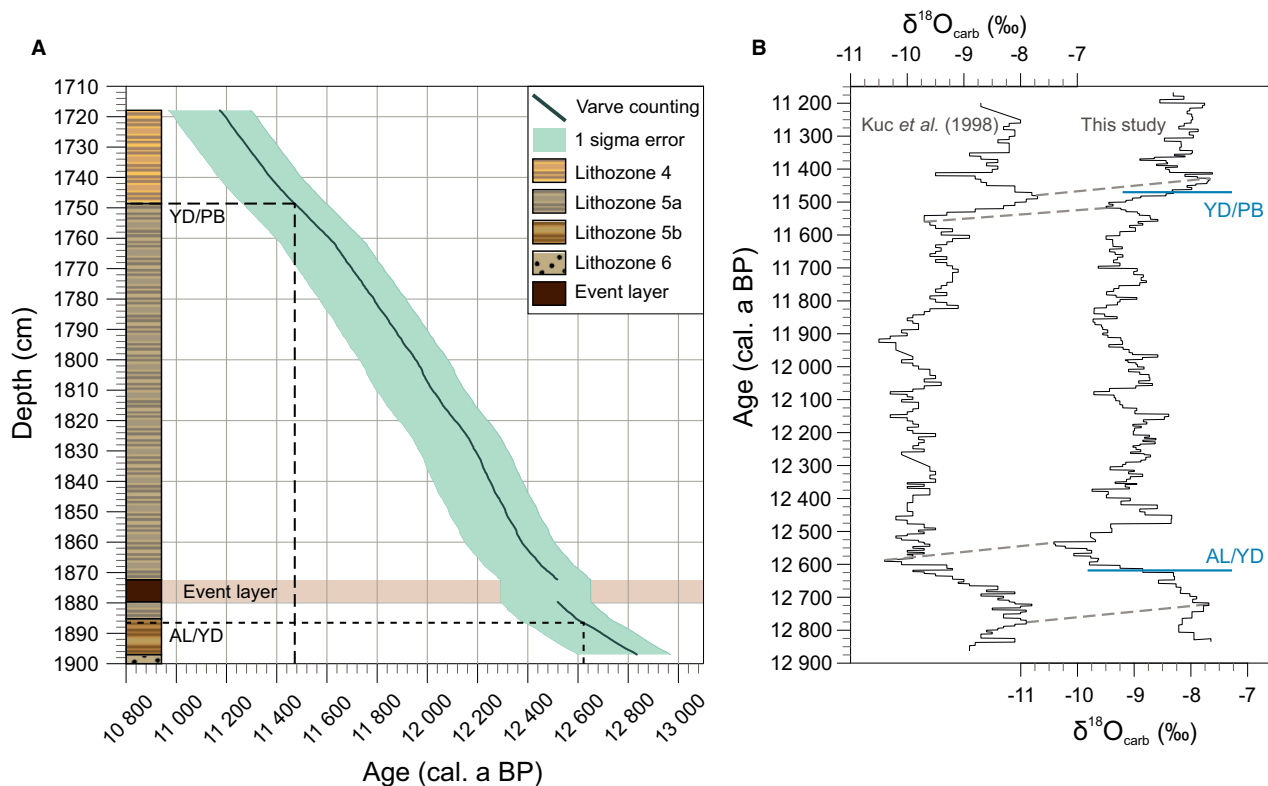 A
1710
1720
1730
1740
1750
1760
1770
1780
1790
1800
1810
1820
1830
1840
1850
1860
1870
1880
1890
1900
Depth (cm)
YD/PB
Event layer
AL/YD
Varve counting
1 sigma error
Lithozone 4
Lithozone 5a
Lithozone 5b
Lithozone 6
Event layer
10 800
11 000
11 200
11 400
11 600
11 800
12 000
12 200
12 400
12 600
12 800
13 000
Age (cal. a BP)
B
δ¹⁸O_carb (‰)
-11 -10 -9 -8 -7
Kuc et al. (1998)
This study
11 200
11 300
11 400
11 500
11 600
11 700
11 800
11 900
12 000
12 100
12 200
12 300
12 400
12 500
12 600
12 700
12 800
12 900
Age (cal. a BP)
YD/PB
AL/YD
-11 -10 -9 -8 -7
δ¹⁸O_carb (‰)